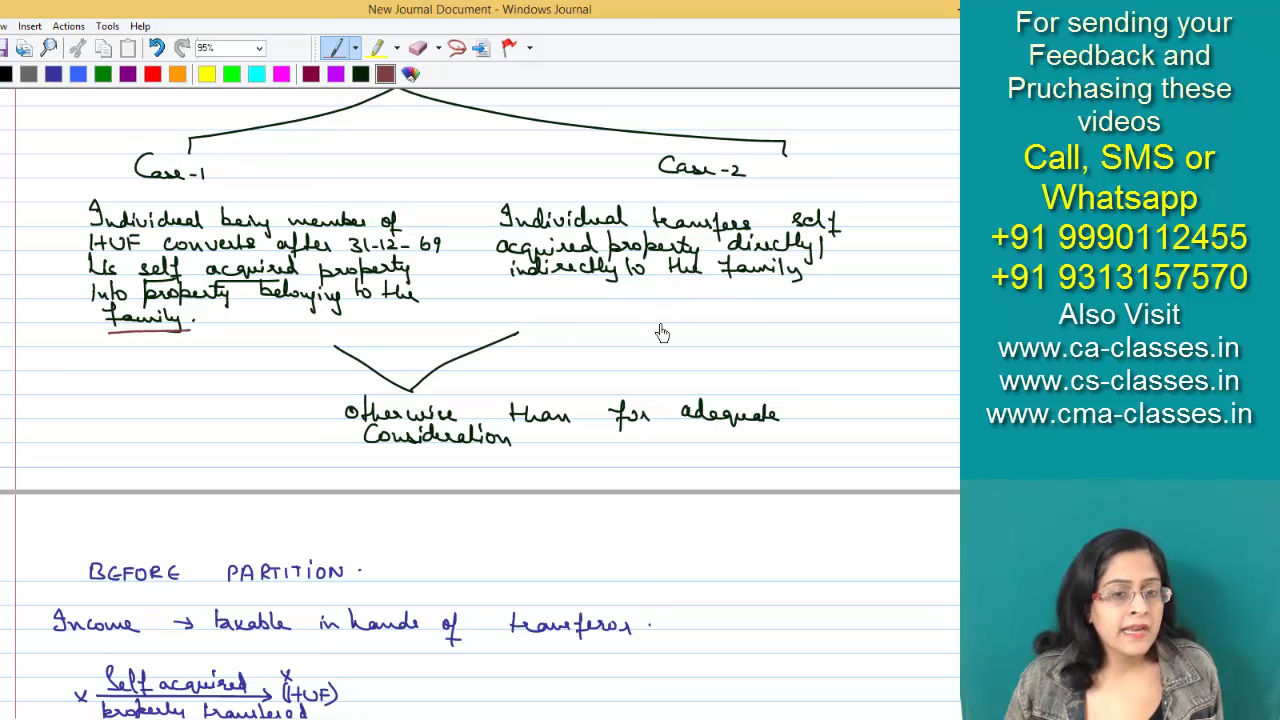 New Journal Document - Windows Journal
Insert Actions Tools Help
95%
Case-1
Case-2
Individual being member of
HUF converts after 31-12-69
his self acquired property
into property belonging to the
family.
Individual transfers self
acquired property directly/
indirectly to the family
Otherwise than for adequate
Consideration
BEFORE PARTITION.
Income → taxable in hands of transferor.
x Self acquired → x (HUF)
property transferred
For sending your
Feedback and
Pruchasing these
videos
Call, SMS or
Whatsapp
+91 9990112455
+91 9313157570
Also Visit
www.ca-classes.in
www.cs-classes.in
www.cma-classes.in